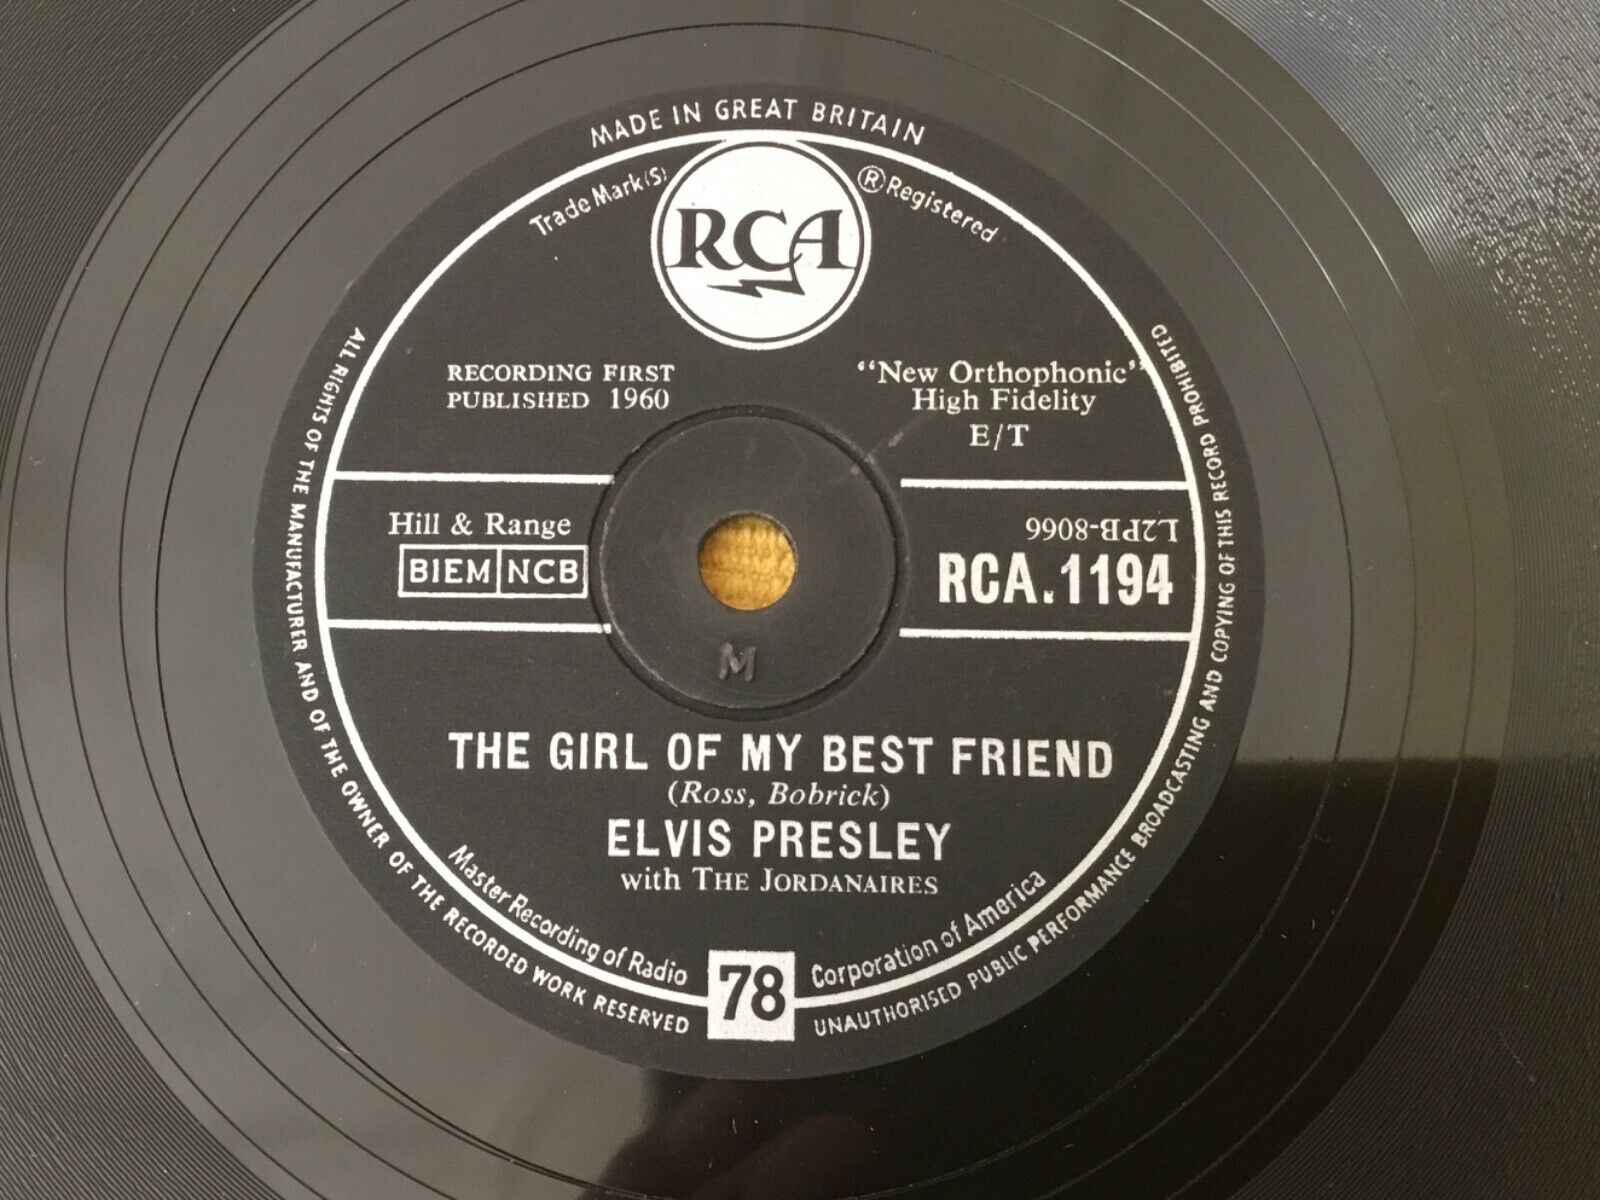 MADE IN GREAT BRITAIN
Trade Mark(S)
RCA
® Registered
RECORDING FIRST
PUBLISHED 1960
"New Orthophonic"
High Fidelity
E/T
Hill & Range
BIEM NCB
L2PB-8066
RCA.1194
M
THE GIRL OF MY BEST FRIEND
(Ross, Bobrick)
ELVIS PRESLEY
with THE JORDANAIRES
Master Recording of Radio Corporation of America
78
ALL RIGHTS OF THE MANUFACTURER AND OF THE OWNER OF THE RECORDED WORK RESERVED
UNAUTHORISED PUBLIC PERFORMANCE BROADCASTING AND COPYING OF THIS RECORD PROHIBITED